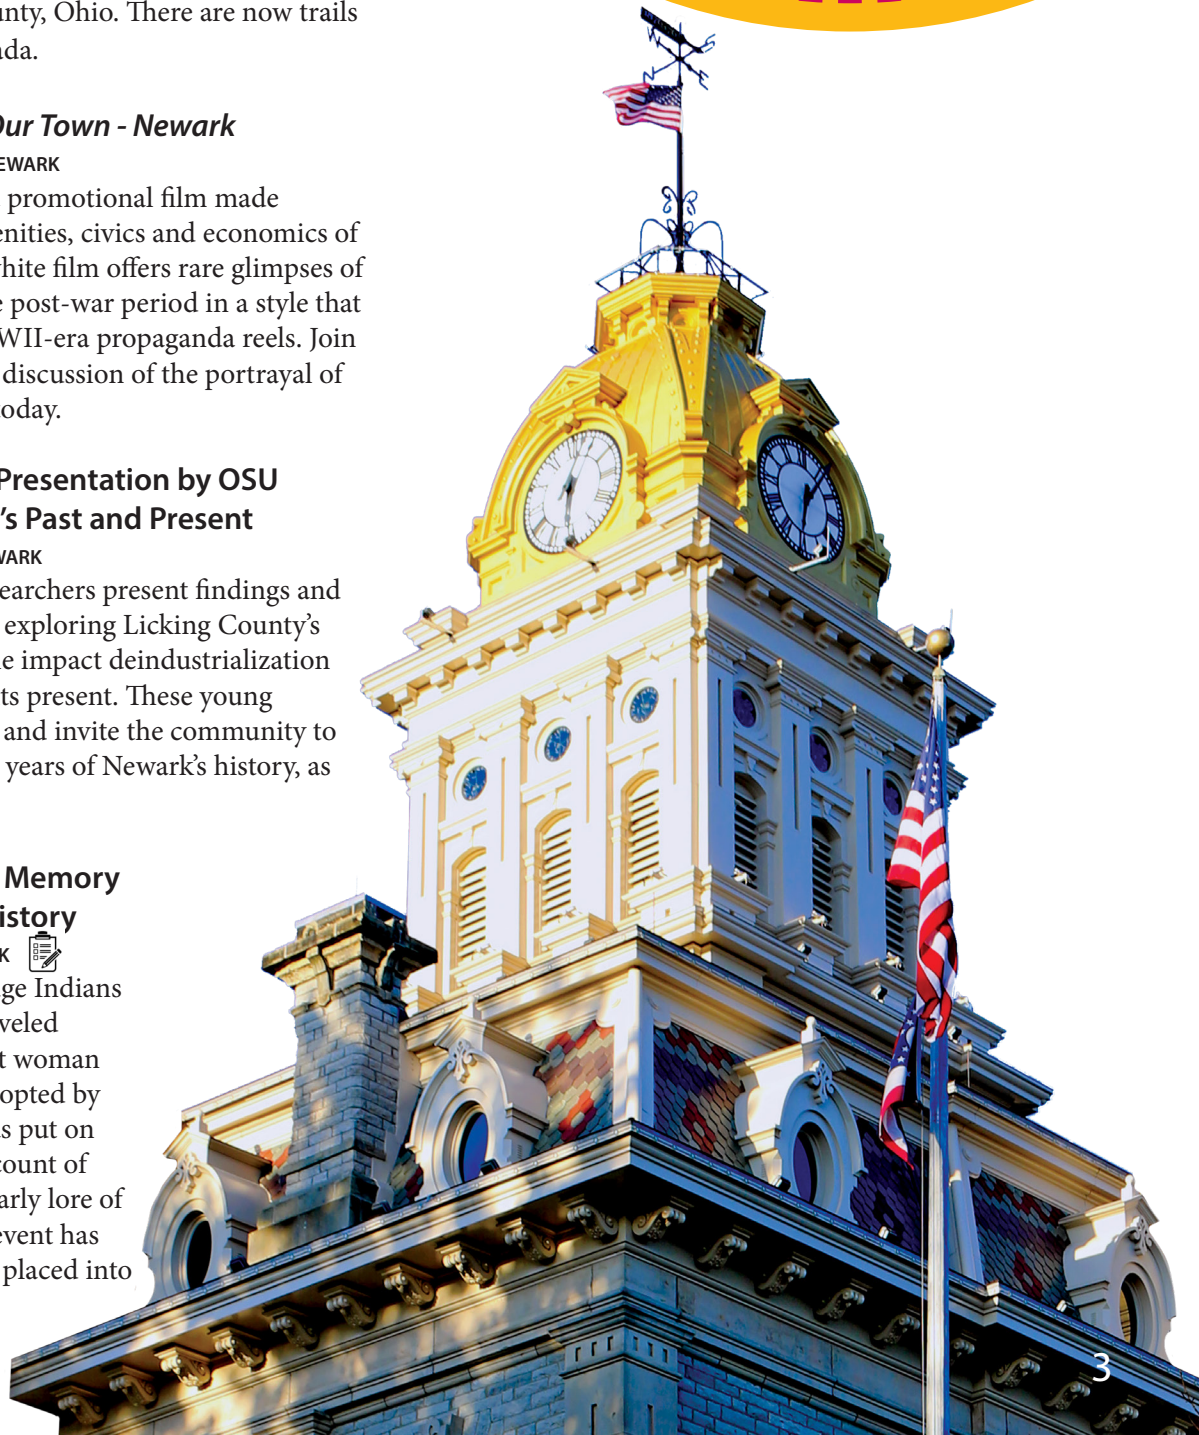 unty, Ohio. There are now trails
da.
Our Town - Newark
EWARK
promotional film made
enities, civics and economics of
white film offers rare glimpses of
e post-war period in a style that
WII-era propaganda reels. Join
discussion of the portrayal of
today.
Presentation by OSU
’s Past and Present
WARK
earchers present findings and
exploring Licking County’s
e impact deindustrialization
ts present. These young
and invite the community to
years of Newark’s history, as
Memory
istory
K
ge Indians
veled
t woman
opted by
s put on
count of
arly lore of
event has
placed into
N
S
E
3